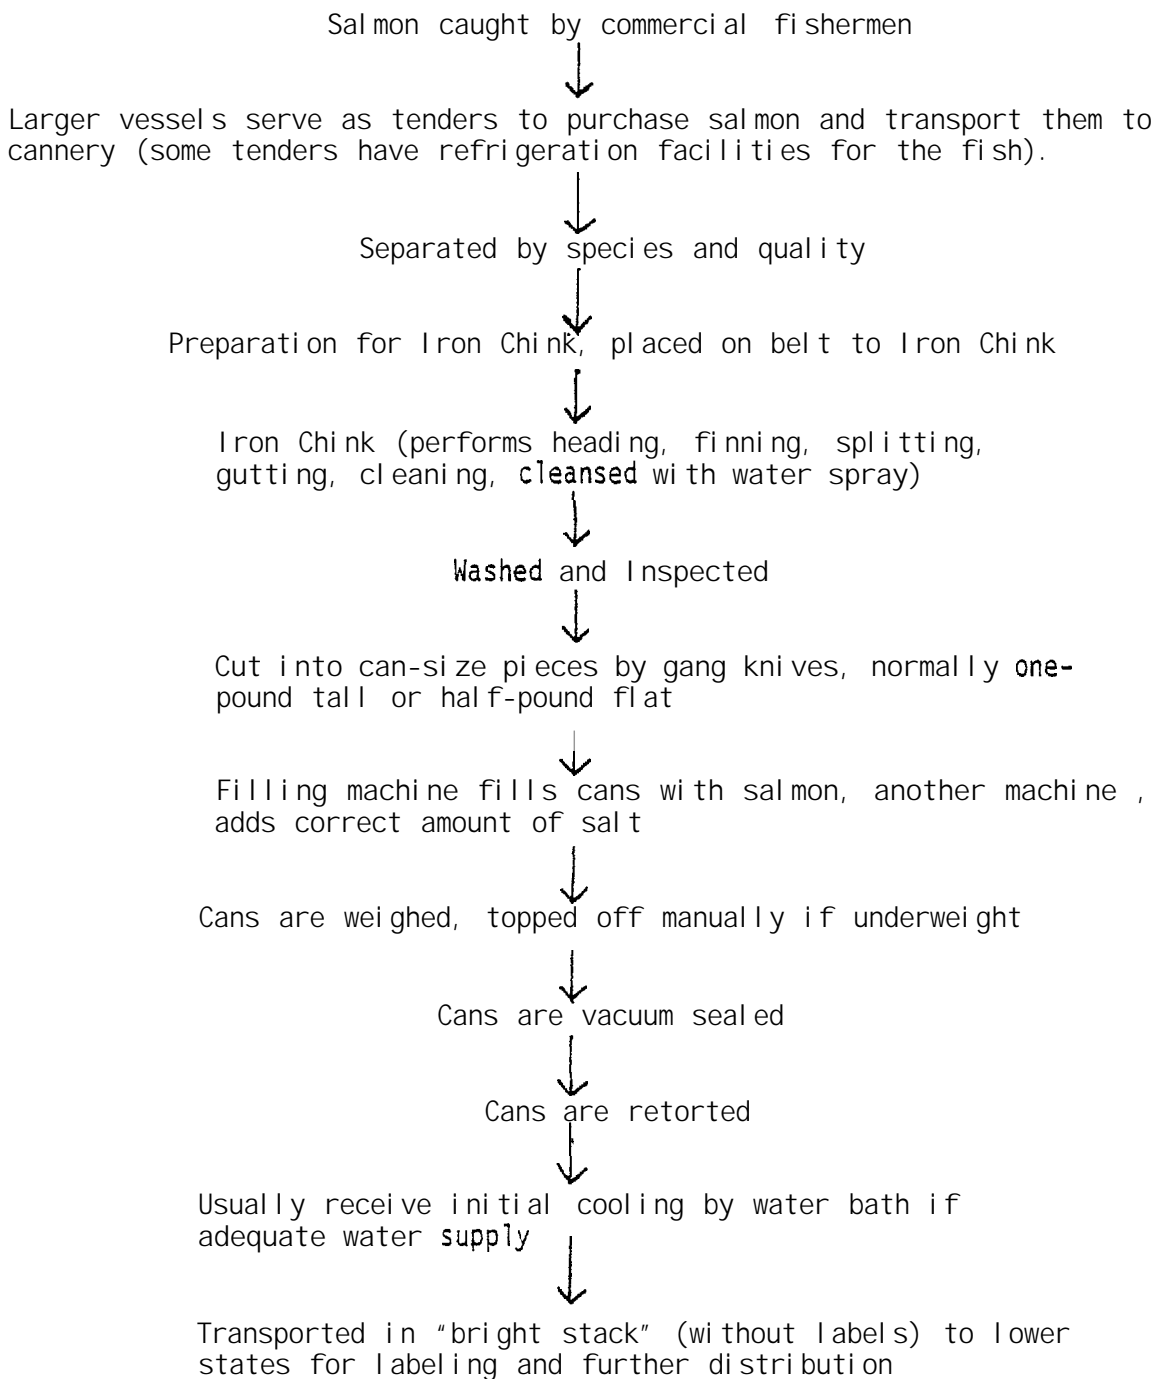 Salmon caught by commercial fishermen
Larger vessels serve as tenders to purchase salmon and transport them to
cannery (some tenders have refrigeration facilities for the fish).
Separated by species and quality
Preparation for Iron Chink, placed on belt to Iron Chink
Iron Chink (performs heading, finning, splitting,
gutting, cleaning, cleansed with water spray)
Washed and Inspected
Cut into can-size pieces by gang knives, normally one-
pound tall or half-pound flat
Filling machine fills cans with salmon, another machine ,
adds correct amount of salt
Cans are weighed, topped off manually if underweight
Cans are vacuum sealed
Cans are retorted
Usually receive initial cooling by water bath if
adequate water supply
Transported in "bright stack" (without labels) to lower
states for labeling and further distribution